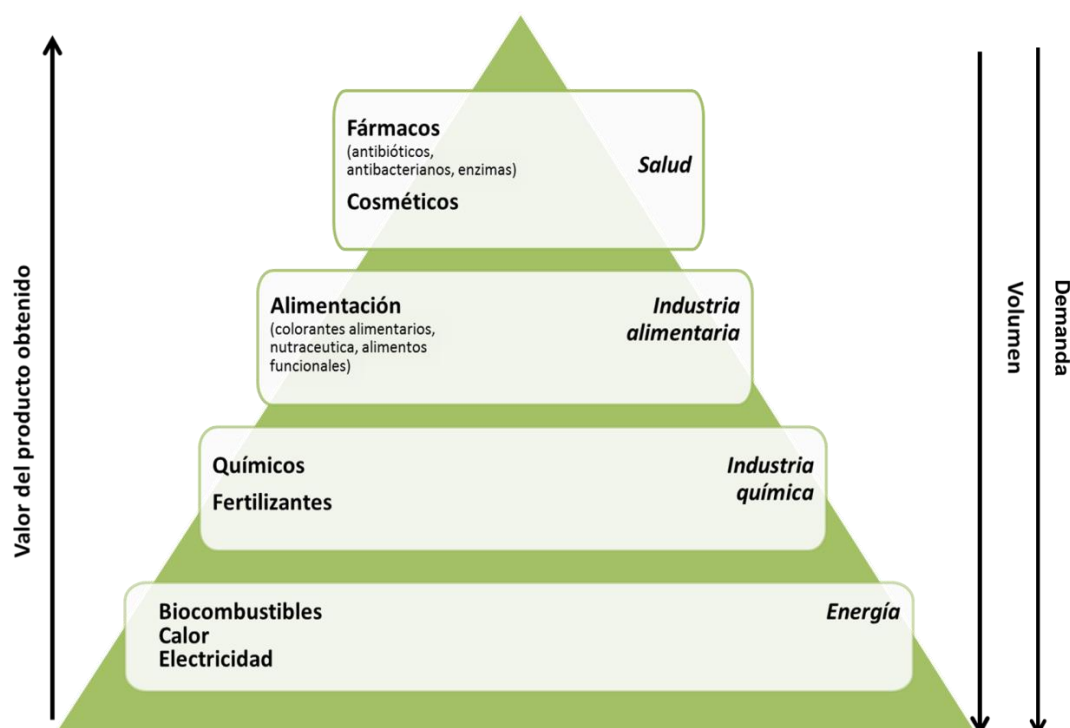 Fármacos
(antibióticos,
antibacterianos, enzimas)
Cosméticos
Salud
Alimentación
(colorantes alimentarios,
nutraceutica, alimentos
funcionales)
Industria
alimentaria
Químicos
Fertilizantes
Industria
química
Biocombustibles
Calor
Electricidad
Energía
Valor del producto obtenido
Volumen
Demanda